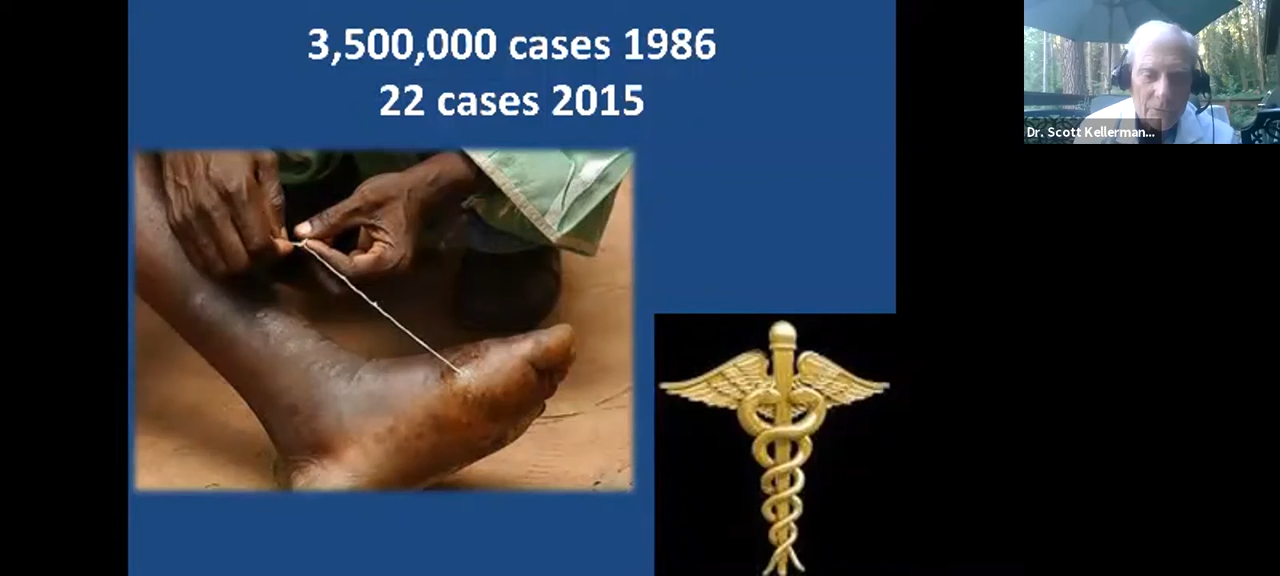 3,500,000 cases 1986
22 cases 2015
Dr. Scott Kellerman...